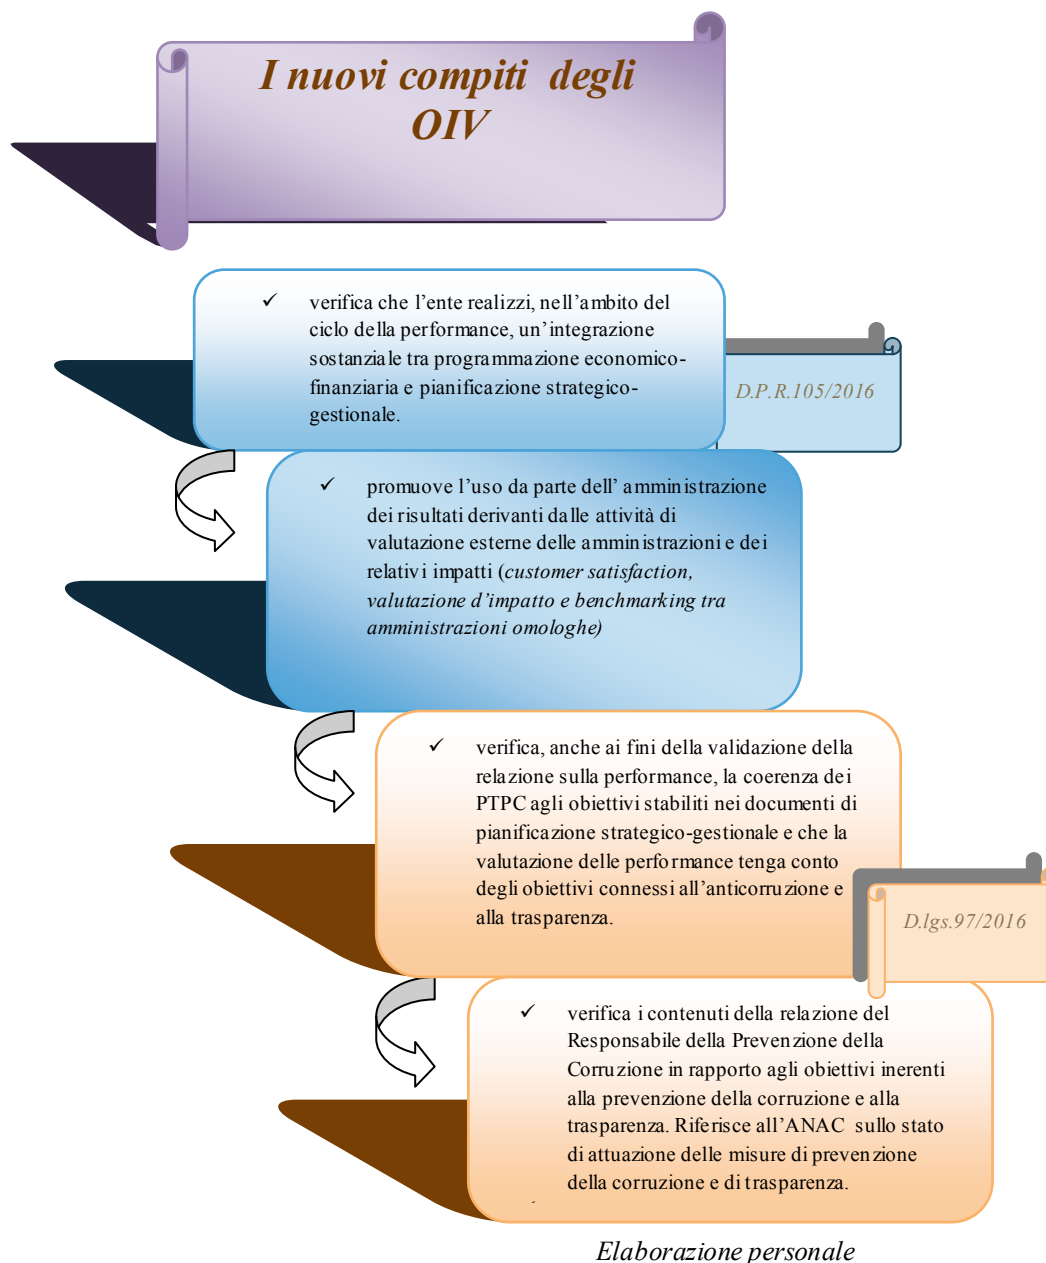 I nuovi compiti degli
OIV
✓ verifica che l’ente realizzi, nell’ambito del
ciclo della performance, un’integrazione
sostanziale tra programmazione economico-
finanziaria e pianificazione strategico-
gestionale.
D.P.R.105/2016
✓ promuove l’uso da parte dell’ amministrazione
dei risultati derivanti dalle attività di
valutazione esterne delle amministrazioni e dei
relativi impatti (customer satisfaction,
valutazione d’impatto e benchmarking tra
amministrazioni omologhe)
✓ verifica, anche ai fini della validazione della
relazione sulla performance, la coerenza dei
PTPC agli obiettivi stabiliti nei documenti di
pianificazione strategico-gestionale e che la
valutazione delle performance tenga conto
degli obiettivi connessi all’anticorruzione e
alla trasparenza.
D.lgs.97/2016
✓ verifica i contenuti della relazione del
Responsabile della Prevenzione della
Corruzione in rapporto agli obiettivi inerenti
alla prevenzione della corruzione e alla
trasparenza. Riferisce all’ANAC sullo stato
di attuazione delle misure di prevenzione
della corruzione e di trasparenza.
Elaborazione personale